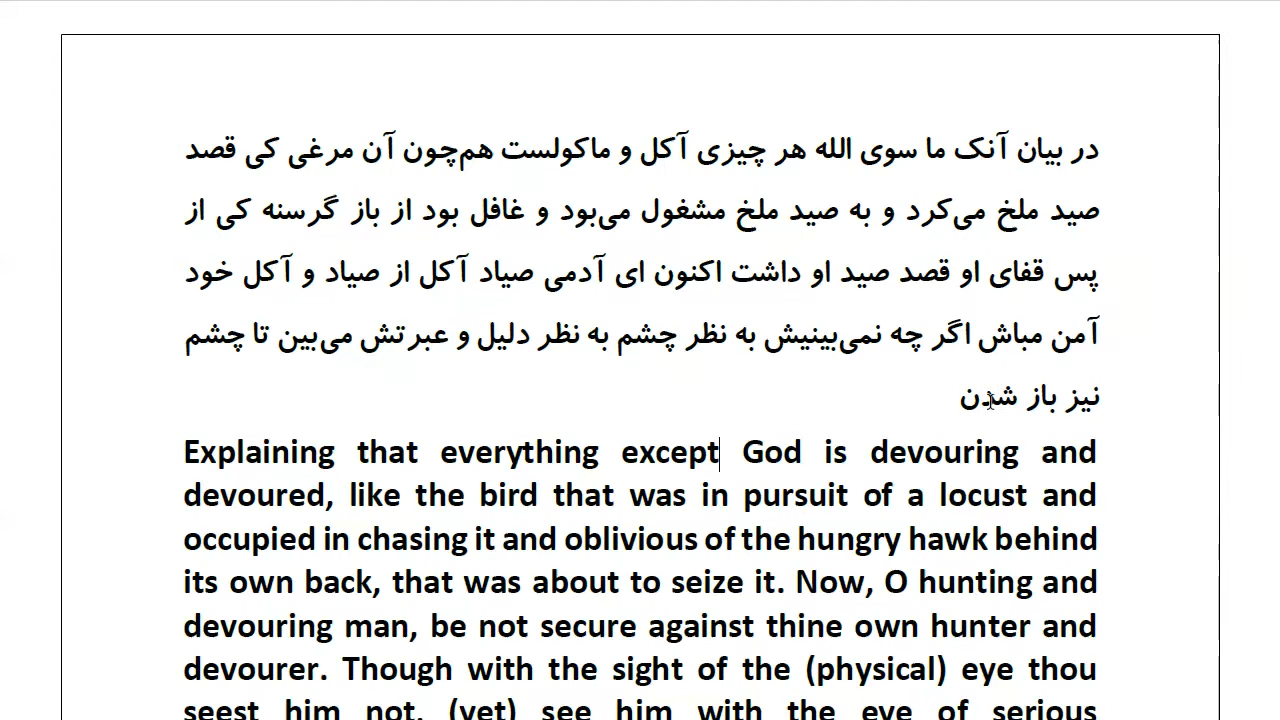 در بیان آنک ما سوی الله هر چیزی آکل و ماکولست هم‌چون آن مرغی کی قصد
صید ملخ می‌کرد و به صید ملخ مشغول می‌بود و غافل بود از باز گرسنه کی از
پس قفای او قصد صید او داشت اکنون ای آدمی صیاد آکل از صیاد و آکل خود
آمن مباش اگر چه نمی‌بینیش به نظر چشم به نظر دلیل و عبرتش می‌بین تا چشم
نیز باز شدن
Explaining that everything except God is devouring and
devoured, like the bird that was in pursuit of a locust and
occupied in chasing it and oblivious of the hungry hawk behind
its own back, that was about to seize it. Now, O hunting and
devouring man, be not secure against thine own hunter and
devourer. Though with the sight of the (physical) eye thou
seest him not, (yet) see him with the eye of serious